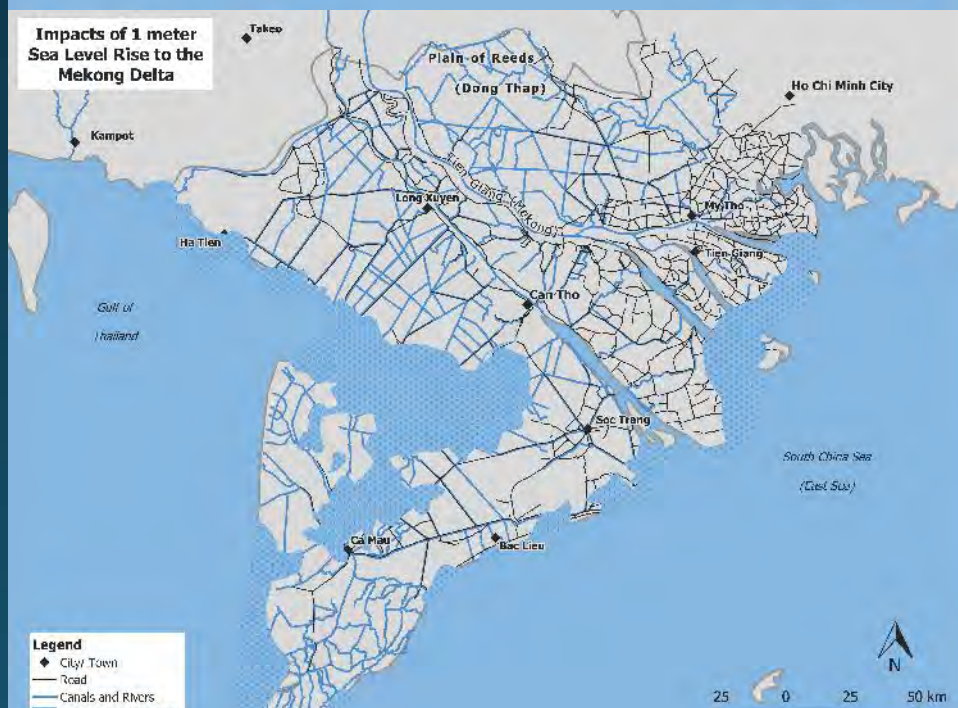 Impacts of 1 meter
Sea Level Rise to the
Mekong Delta
Takeo
Plain of Reeds
(Dong Thap)
Ho Chi Minh City
Kampot
Tien Giang (Mekong)
Long Xuyen
My Tho
Ha Tien
Tien Giang
Can Tho
Gulf of
Thailand
Soc Trang
South China Sea
(East Sea)
Ca Mau
Bac Lieu
Legend
City/ Town
Road
Canals and Rivers
N
25 0 25 50 km